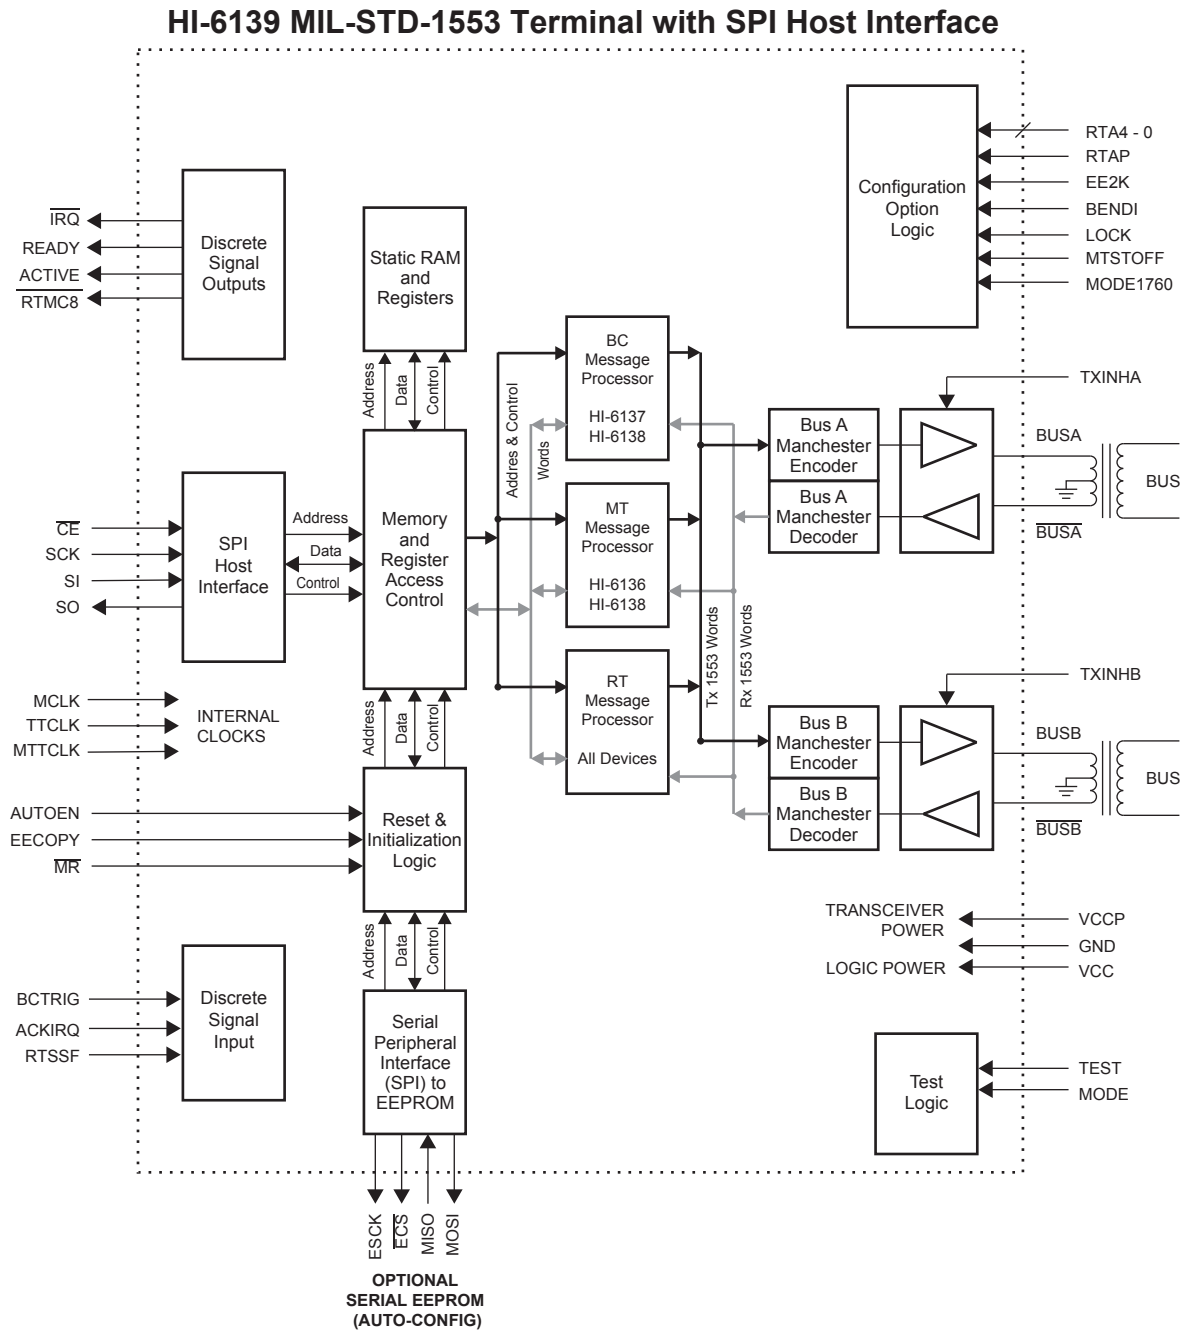 HI-6139 MIL-STD-1553 Terminal with SPI Host Interface
IRQ
READY
ACTIVE
RTMC8
Discrete
Signal
Outputs
Static RAM
and
Registers
Configuration
Option
Logic
RTA4 - 0
RTAP
EE2K
BENDI
LOCK
MTSTOFF
MODE1760
Address
Data
Control
BC
Message
Processor
HI-6137
HI-6138
Addres & Control
Words
TXINHA
Bus A
Manchester
Encoder
Bus A
Manchester
Decoder
BUSA
BUSA
BUS
CE
SCK
SI
SO
SPI
Host
Interface
Address
Data
Control
Memory
and
Register
Access
Control
MT
Message
Processor
HI-6136
HI-6138
Tx 1553 Words
Rx 1553 Words
MCLK
TTCLK
MTTCLK
INTERNAL
CLOCKS
Address
Data
Control
RT
Message
Processor
All Devices
TXINHB
Bus B
Manchester
Encoder
Bus B
Manchester
Decoder
BUSB
BUSB
BUS
AUTOEN
EECOPY
MR
Reset &
Initialization
Logic
Address
Data
Control
TRANSCEIVER
POWER
LOGIC POWER
VCCP
GND
VCC
BCTRIG
ACKIRQ
RTSSF
Discrete
Signal
Input
Serial
Peripheral
Interface
(SPI) to
EEPROM
Test
Logic
TEST
MODE
ESCK
ECS
MISO
MOSI
OPTIONAL
SERIAL EEPROM
(AUTO-CONFIG)